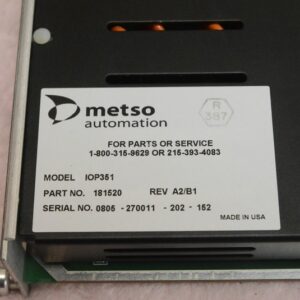 metso
automation
R
387
FOR PARTS OR SERVICE
1-800-315-9629 OR 215-393-4083
MODEL IOP351
PART NO. 181520 REV A2/B1
SERIAL NO. 0805 - 270011 - 202 - 152
MADE IN USA